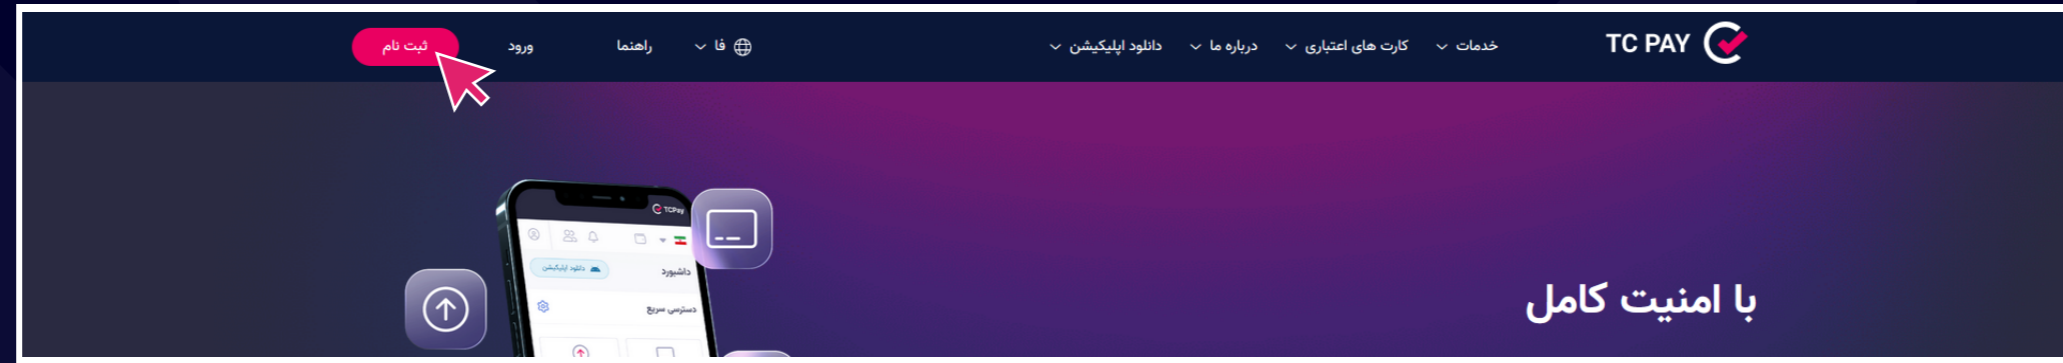 TC PAY
خدمات
کارت های اعتباری
درباره ما
دانلود اپلیکیشن
فا
راهنما
ورود
ثبت نام
TCPay
دانلود اپلیکیشن
داشبورد
دسترسی سریع
با امنیت کامل